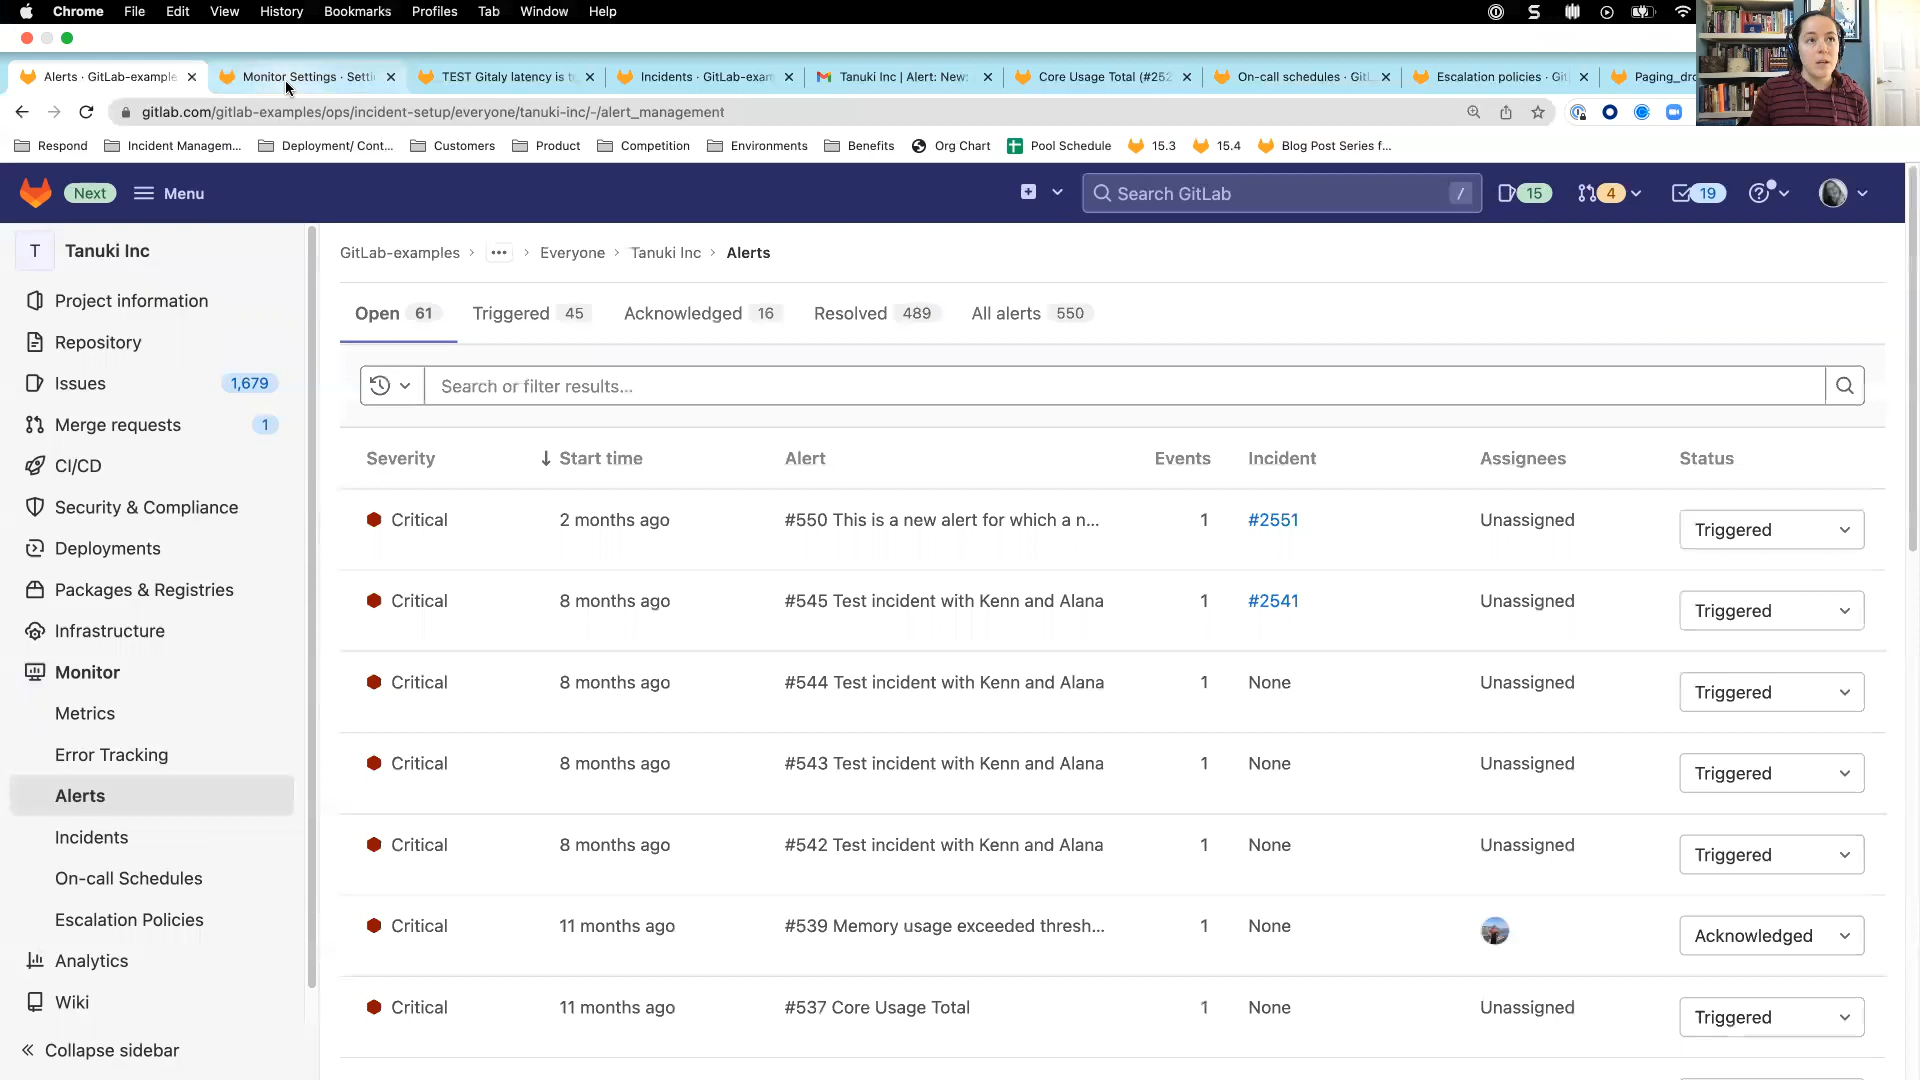 Chrome File Edit View History Bookmarks Profiles Tab Window Help
Alerts · GitLab-example Monitor Settings · Setti TEST Gitaly latency is Incidents · GitLab-exam Tanuki Inc | Alert: New: Core Usage Total (#252 On-call schedules · GitL Escalation policies · Git Paging_dro
gitlab.com/gitlab-examples/ops/incident-setup/everyone/tanuki-inc/-/alert_management
Respond Incident Managem... Deployment/ Cont... Customers Product Competition Environments Benefits Org Chart Pool Schedule 15.3 15.4 Blog Post Series f...
Next Menu Search GitLab / 15 4 19
T Tanuki Inc
Project information
Repository
Issues 1,679
Merge requests 1
CI/CD
Security & Compliance
Deployments
Packages & Registries
Infrastructure
Monitor
Metrics
Error Tracking
Alerts
Incidents
On-call Schedules
Escalation Policies
Analytics
Wiki
Collapse sidebar
GitLab-examples › ... › Everyone › Tanuki Inc › Alerts
Open 61 Triggered 45 Acknowledged 16 Resolved 489 All alerts 550
Search or filter results...
Severity Start time Alert Events Incident Assignees Status
Critical 2 months ago #550 This is a new alert for which a n... 1 #2551 Unassigned Triggered
Critical 8 months ago #545 Test incident with Kenn and Alana 1 #2541 Unassigned Triggered
Critical 8 months ago #544 Test incident with Kenn and Alana 1 None Unassigned Triggered
Critical 8 months ago #543 Test incident with Kenn and Alana 1 None Unassigned Triggered
Critical 8 months ago #542 Test incident with Kenn and Alana 1 None Unassigned Triggered
Critical 11 months ago #539 Memory usage exceeded thresh... 1 None Acknowledged
Critical 11 months ago #537 Core Usage Total 1 None Unassigned Triggered